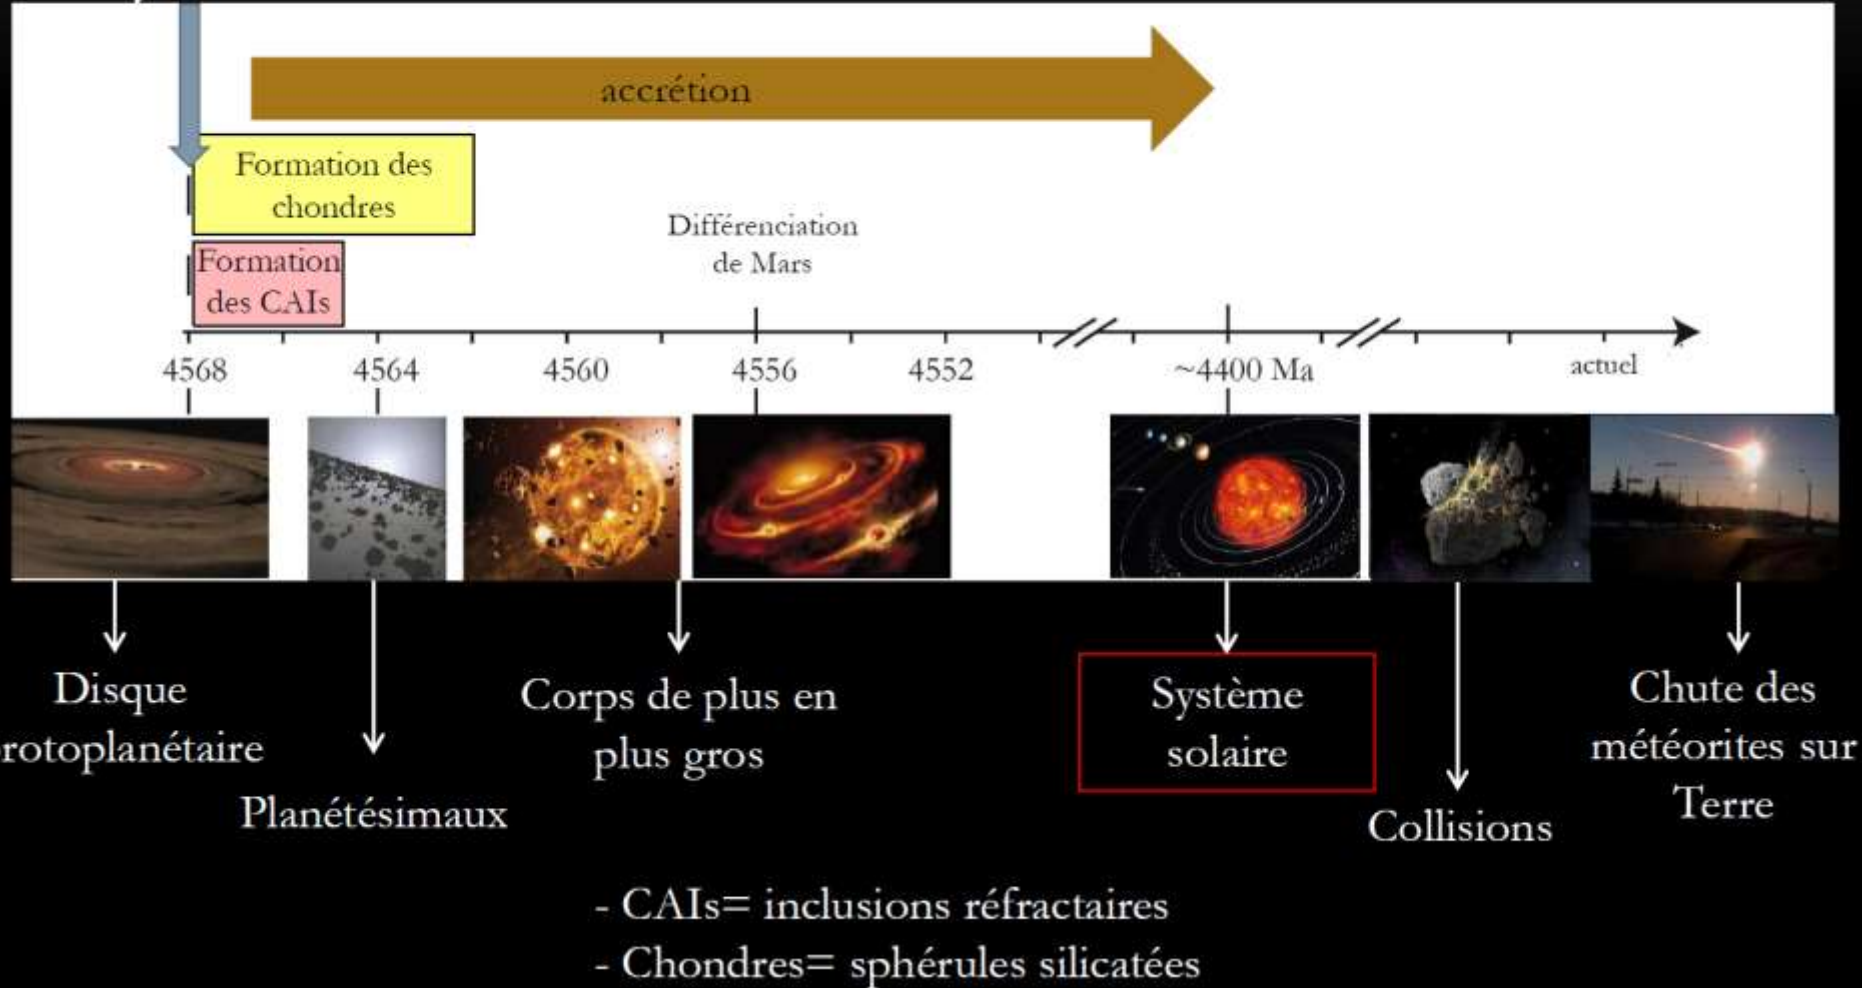 accrétion
Formation des
chondres
Formation
des CAIs
Différenciation
de Mars
4568 4564 4560 4556 4552 ~4400 Ma actuel
Disque
rotoplanétaire
Planétésimaux
Corps de plus en
plus gros
Système
solaire
Collisions
Chute des
météorites sur
Terre
- CAIs= inclusions réfractaires
- Chondres= sphérules silicatées